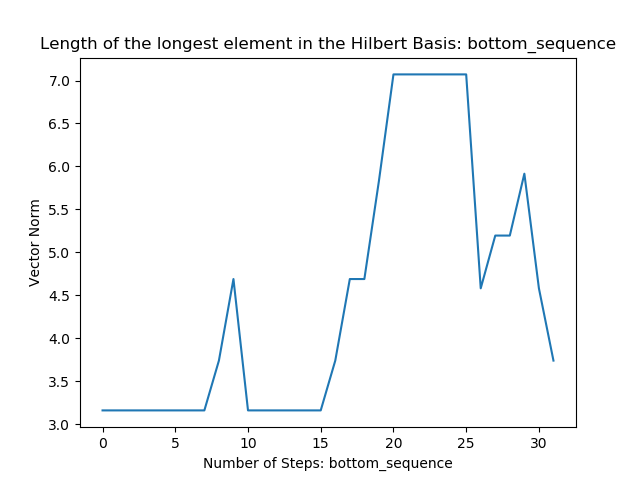 Length of the longest element in the Hilbert Basis: bottom_sequence
7.0
6.5
6.0
5.5
5.0
4.5
4.0
3.5
3.0
Vector Norm
0 5 10 15 20 25 30
Number of Steps: bottom_sequence